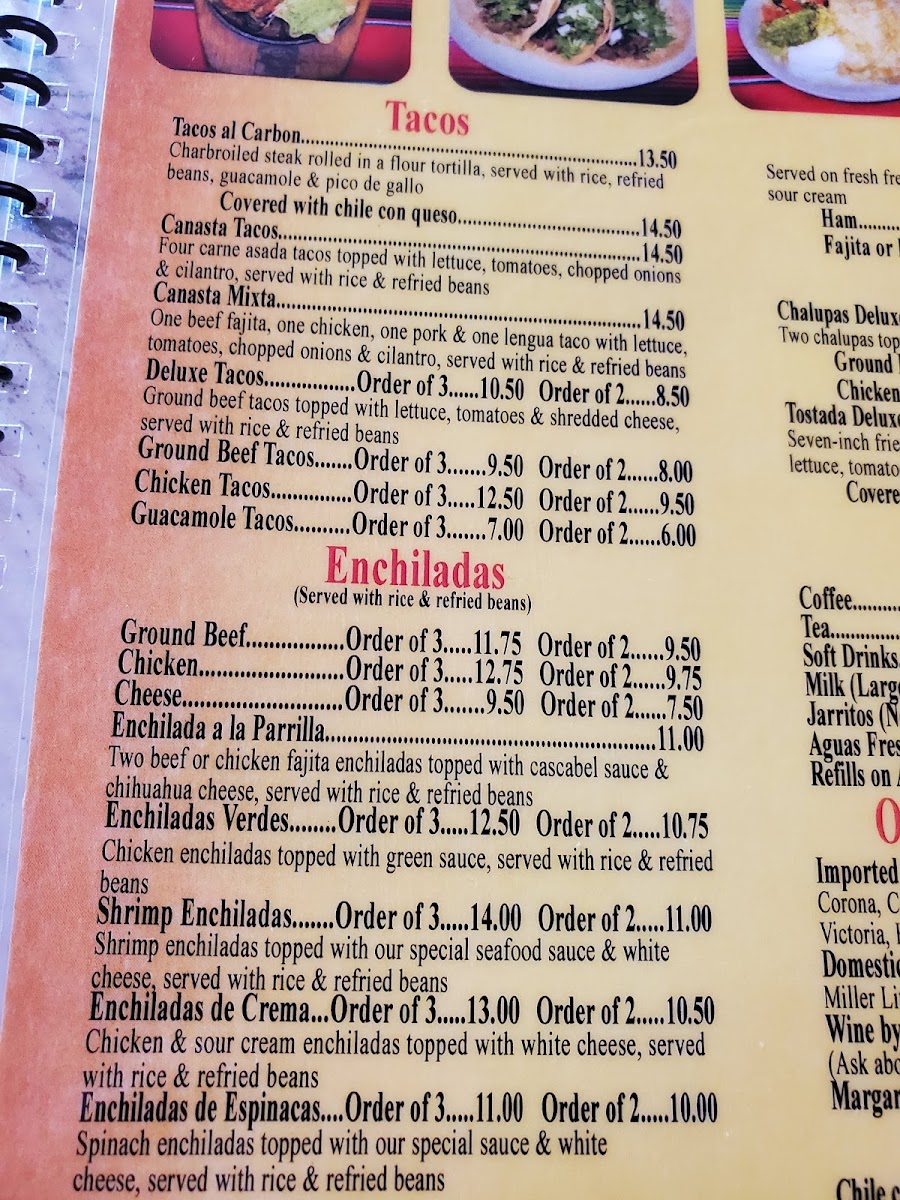 Tacos
Tacos al Carbon..........................................................13.50
Charbroiled steak rolled in a flour tortilla, served with rice, refried
beans, guacamole & pico de gallo
Covered with chile con queso................................14.50
Canasta Tacos..............................................................14.50
Four carne asada tacos topped with lettuce, tomatoes, chopped onions
& cilantro, served with rice & refried beans
Canasta Mixta..............................................................14.50
One beef fajita, one chicken, one pork & one lengua taco with lettuce,
tomatoes, chopped onions & cilantro, served with rice & refried beans
Deluxe Tacos.................Order of 3......10.50 Order of 2......8.50
Ground beef tacos topped with lettuce, tomatoes & shredded cheese,
served with rice & refried beans
Ground Beef Tacos.......Order of 3.......9.50 Order of 2......8.00
Chicken Tacos...............Order of 3.....12.50 Order of 2......9.50
Guacamole Tacos..........Order of 3.......7.00 Order of 2......6.00
Enchiladas
(Served with rice & refried beans)
Ground Beef..................Order of 3.....11.75 Order of 2......9.50
Chicken...........................Order of 3.....12.75 Order of 2......9.75
Cheese.............................Order of 3.......9.50 Order of 2......7.50
Enchilada a la Parrilla............................................................11.00
Two beef or chicken fajita enchiladas topped with cascabel sauce &
chihuahua cheese, served with rice & refried beans
Enchiladas Verdes........Order of 3.....12.50 Order of 2.....10.75
Chicken enchiladas topped with green sauce, served with rice & refried
beans
Shrimp Enchiladas.......Order of 3.....14.00 Order of 2.....11.00
Shrimp enchiladas topped with our special seafood sauce & white
cheese, served with rice & refried beans
Enchiladas de Crema...Order of 3.....13.00 Order of 2.....10.50
Chicken & sour cream enchiladas topped with white cheese, served
with rice & refried beans
Enchiladas de Espinacas....Order of 3.....11.00 Order of 2.....10.00
Spinach enchiladas topped with our special sauce & white
cheese, served with rice & refried beans
Served on fresh
sour cream
Ham........
Fajita or
Chalupas
Two chalupas
Ground
Chicken
Tostada
Seven-inch
lettuce,
Coffee..........
Tea..............
Soft Drinks
Milk
Jarritos
Aguas
Refills on
Imported
Corona,
Victoria,
Miller
Wine by
(Ask
Chile